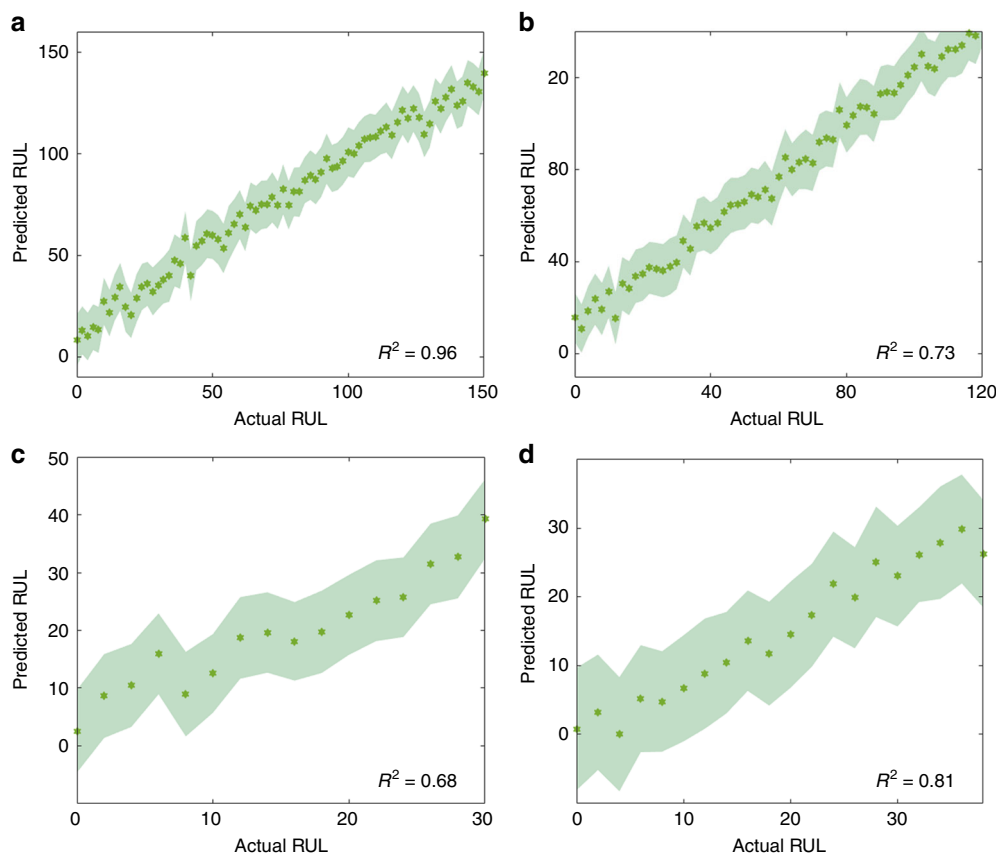 a
150
100
50
0
Predicted RUL
R² = 0.96
0 50 100 150
Actual RUL
b
20
80
40
0
Predicted RUL
R² = 0.73
0 40 80 120
Actual RUL
c
50
40
30
20
10
0
Predicted RUL
R² = 0.68
0 10 20 30
Actual RUL
d
30
20
10
0
Predicted RUL
R² = 0.81
0 10 20 30
Actual RUL